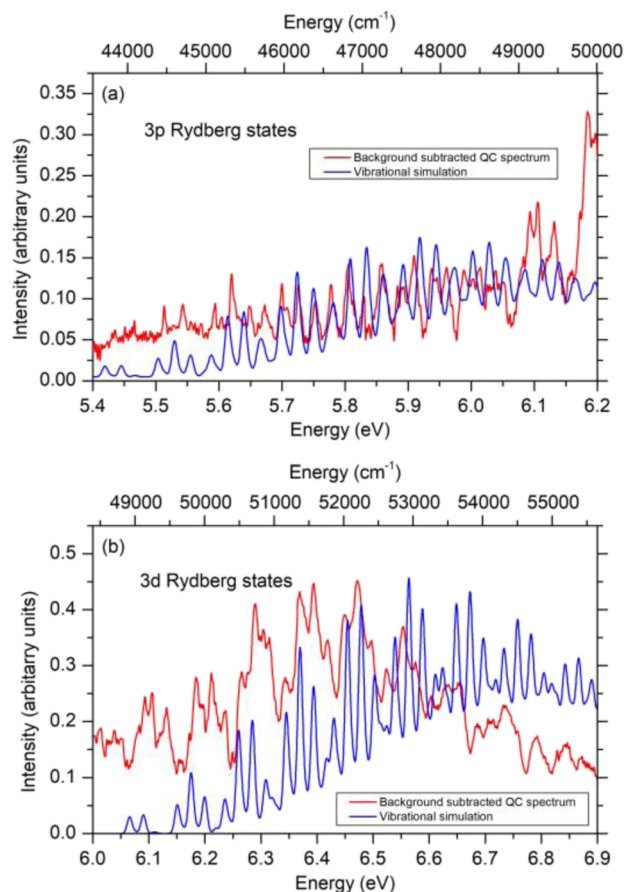 Energy (cm-1)
44000 45000 46000 47000 48000 49000 50000
(a)
3p Rydberg states
Background subtracted QC spectrum
Vibrational simulation
Intensity (arbitrary units)
0.35
0.30
0.25
0.20
0.15
0.10
0.05
0.00
5.4 5.5 5.6 5.7 5.8 5.9 6.0 6.1 6.2
Energy (eV)
Energy (cm-1)
49000 50000 51000 52000 53000 54000 55000
(b)
3d Rydberg states
Intensity (arbitarry units)
0.5
0.4
0.3
0.2
0.1
0.0
Background subtracted QC spectrum
Vibrational simulation
6.0 6.1 6.2 6.3 6.4 6.5 6.6 6.7 6.8 6.9
Energy (eV)